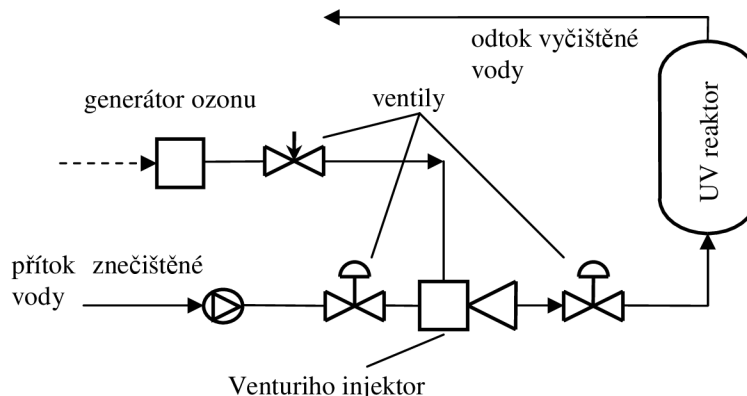 odtok vyčištěné
vody
generátor ozonu
ventily
UV reaktor
přítok znečištěné
vody
Venturiho injektor